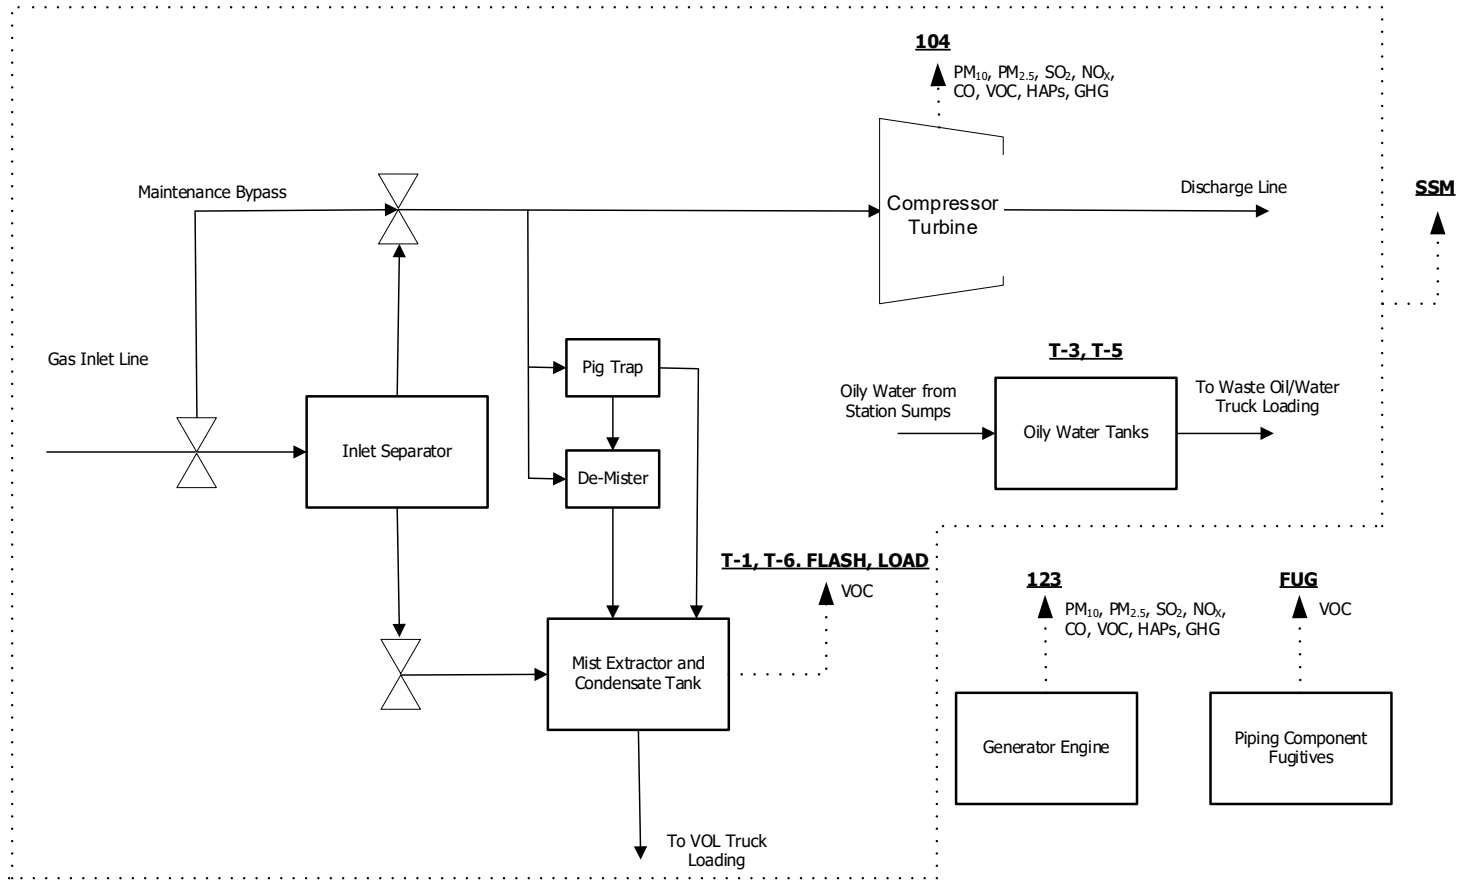 104
PM₁₀, PM₂.₅, SO₂, NOₓ,
CO, VOC, HAPs, GHG
Maintenance Bypass
Compressor
Turbine
Discharge Line
SSM
Gas Inlet Line
Pig Trap
T-3, T-5
Oily Water from
Station Sumps
Oily Water Tanks
To Waste Oil/Water
Truck Loading
Inlet Separator
De-Mister
T-1, T-6. FLASH, LOAD
VOC
123
PM₁₀, PM₂.₅, SO₂, NOₓ,
CO, VOC, HAPs, GHG
FUG
VOC
Mist Extractor and
Condensate Tank
Generator Engine
Piping Component
Fugitives
To VOL Truck
Loading